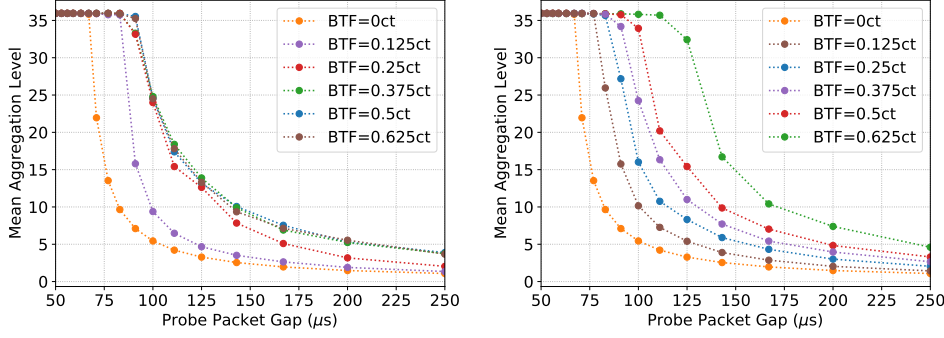 Mean Aggregation Level
35
30
25
20
15
10
5
0
50 75 100 125 150 175 200 225 250
Probe Packet Gap (μs)
BTF=0ct
BTF=0.125ct
BTF=0.25ct
BTF=0.375ct
BTF=0.5ct
BTF=0.625ct
Mean Aggregation Level
35
30
25
20
15
10
5
0
50 75 100 125 150 175 200 225 250
Probe Packet Gap (μs)
BTF=0ct
BTF=0.125ct
BTF=0.25ct
BTF=0.375ct
BTF=0.5ct
BTF=0.625ct